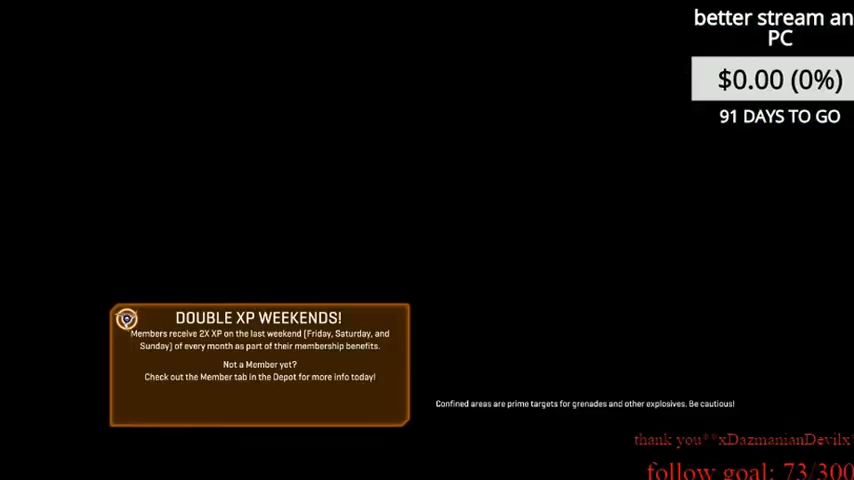 better stream an
PC
$0.00 (0%)
91 DAYS TO GO
DOUBLE XP WEEKENDS!
Members receive 2X XP on the last weekend (Friday, Saturday, and
Sunday) of every month as part of their membership benefits.
Not a Member yet?
Check out the Member tab in the Depot for more info today!
Confined areas are prime targets for grenades and other explosives. Be cautious!
thank you**xDazmanianDevilx*
follow goal: 73/300